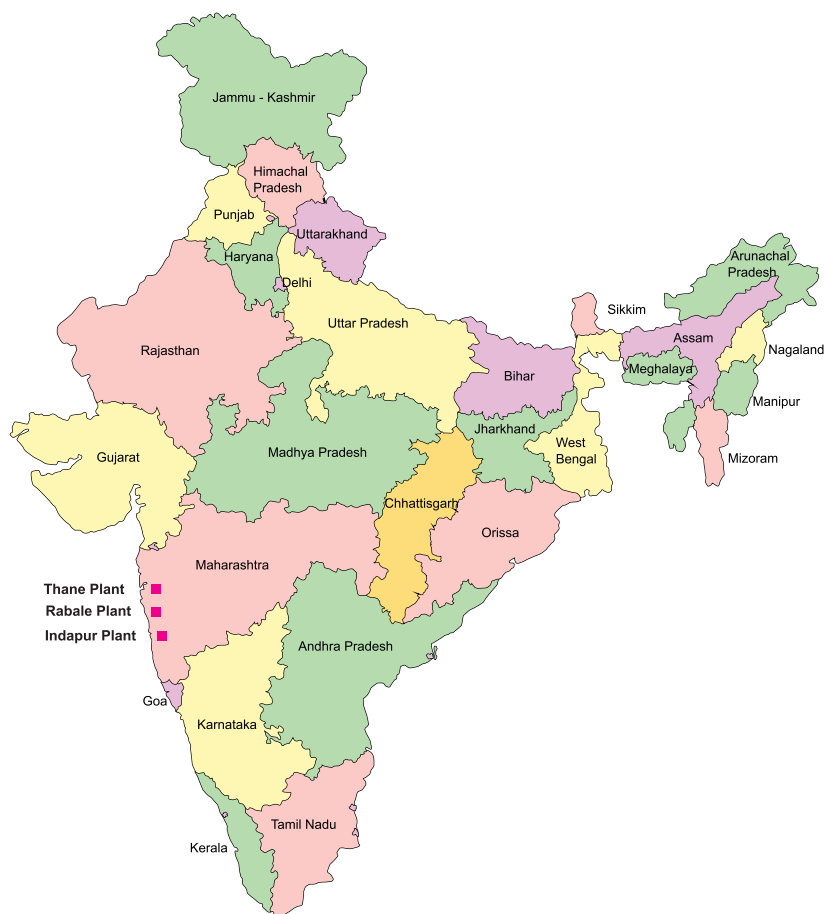 Jammu - Kashmir
Himachal
Pradesh
Punjab
Uttarakhand
Haryana
Delhi
Arunachal
Pradesh
Sikkim
Uttar Pradesh
Assam
Rajasthan
Nagaland
Meghalaya
Bihar
Manipur
Jharkhand
West
Bengal
Madhya Pradesh
Gujarat
Mizoram
Chhattisgarh
Orissa
Maharashtra
Thane Plant
Rabale Plant
Indapur Plant
Andhra Pradesh
Goa
Karnataka
Tamil Nadu
Kerala